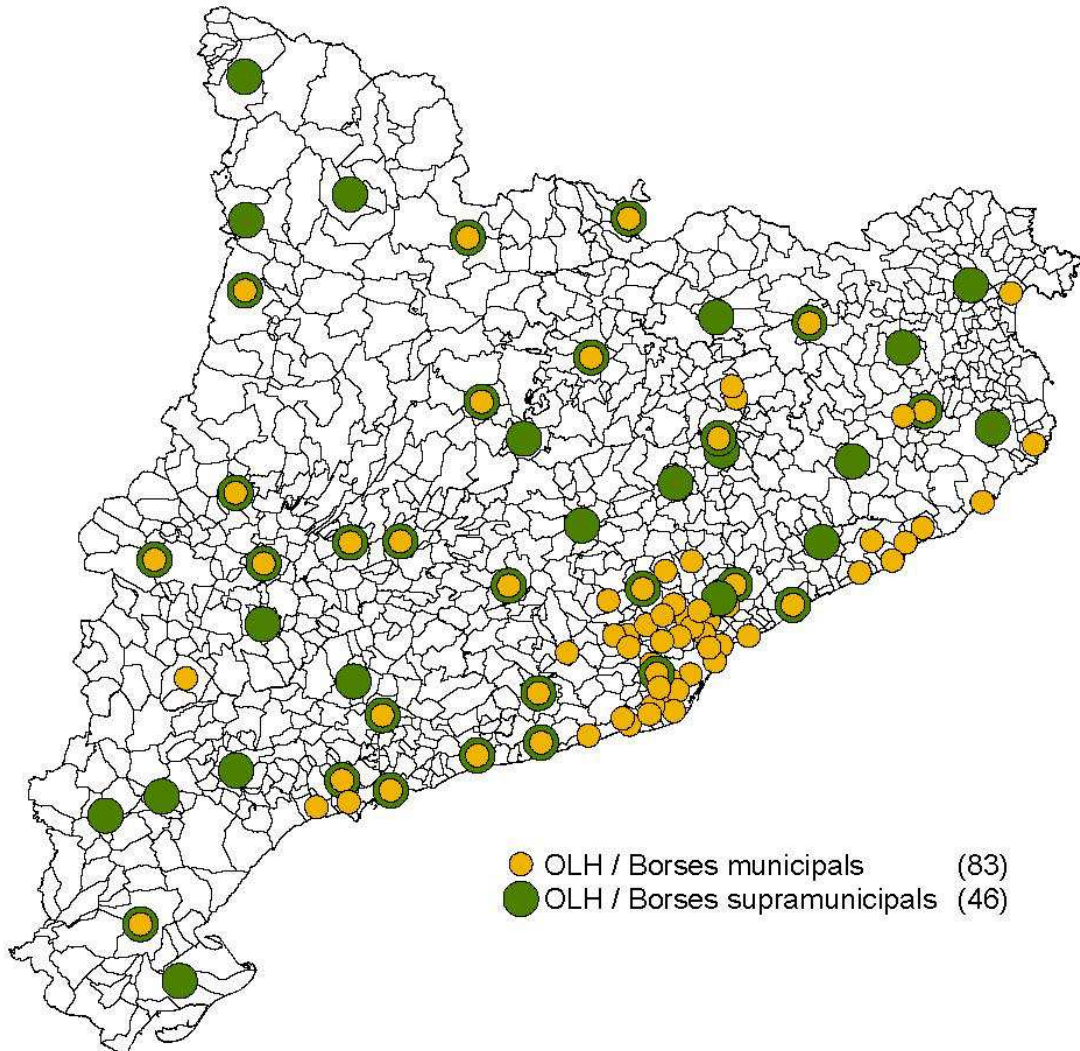 OLH / Borses municipals (83)
OLH / Borses supramunicipals (46)